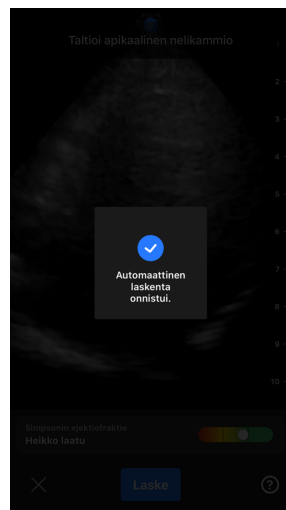 Taltioi apikaalinen nelikammio
1
2
3
4
5
6
7
8
9
10
Automaattinen
laskenta
onnistui.
Simpsonin ejektiofraktio
Heikko laatu
Laske
?